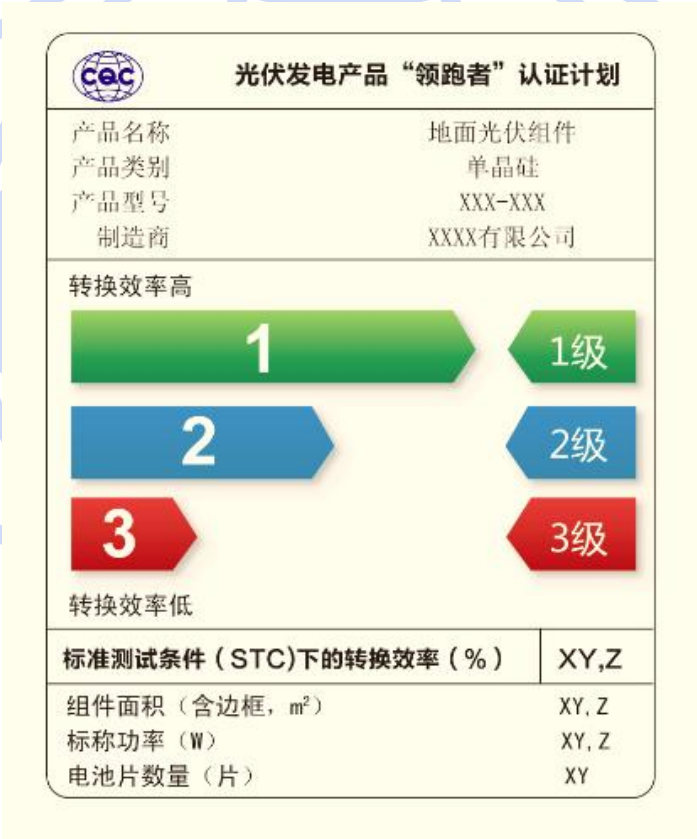 CQC 光伏发电产品“领跑者”认证计划
产品名称 地面光伏组件
产品类别 单晶硅
产品型号 XXX-XXX
制造商 XXXX有限公司
转换效率高
1 1级
2 2级
3 3级
转换效率低
标准测试条件（STC)下的转换效率（%） XY,Z
组件面积（含边框，m²） XY, Z
标称功率（W） XY, Z
电池片数量（片） XY